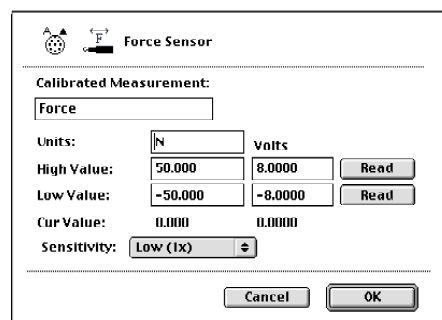 A F Force Sensor
Calibrated Measurement:
Force
Units: N Volts
High Value: 50.000 8.0000 Read
Low Value: -50.000 -8.0000 Read
Cur Value: 0.000 0.0000
Sensitivity: Low (1x)
Cancel OK